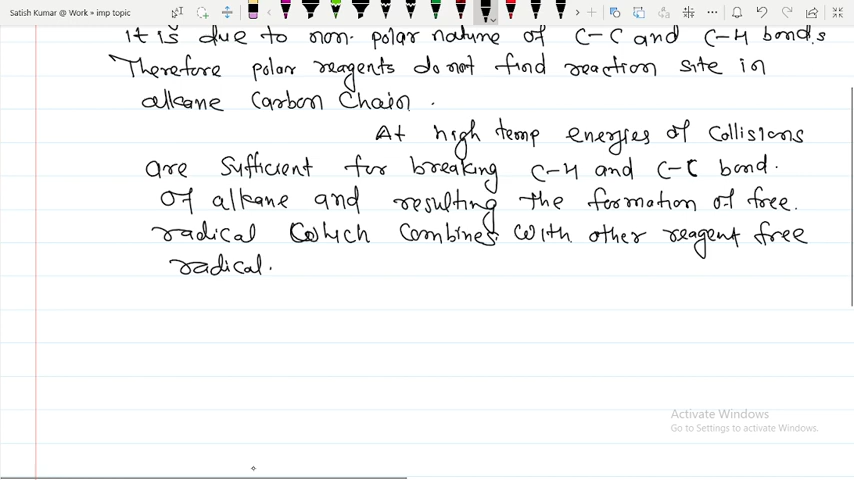 Satish Kumar @ Work » imp topic
it is due to non-polar nature of C-C and C-H bonds
Therefore polar reagents do not find reaction site in
alkane Carbon Chain.
At high temp energies of Collisions
are sufficient for breaking C-H and C-C bond.
Of alkane and resulting the formation of free.
radical Which Combines with other reagent free
radical.
Activate Windows
Go to Settings to activate Windows.